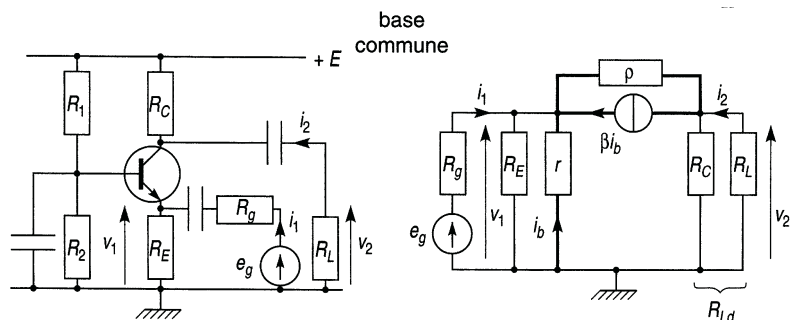 base
commune
+ E
R1
RC
i2
Rg
i1
R2
v1
RE
eg
RL
v2
ρ
i1
i2
βib
Rg
RE
r
RC
RL
v1
ib
v2
eg
RLd